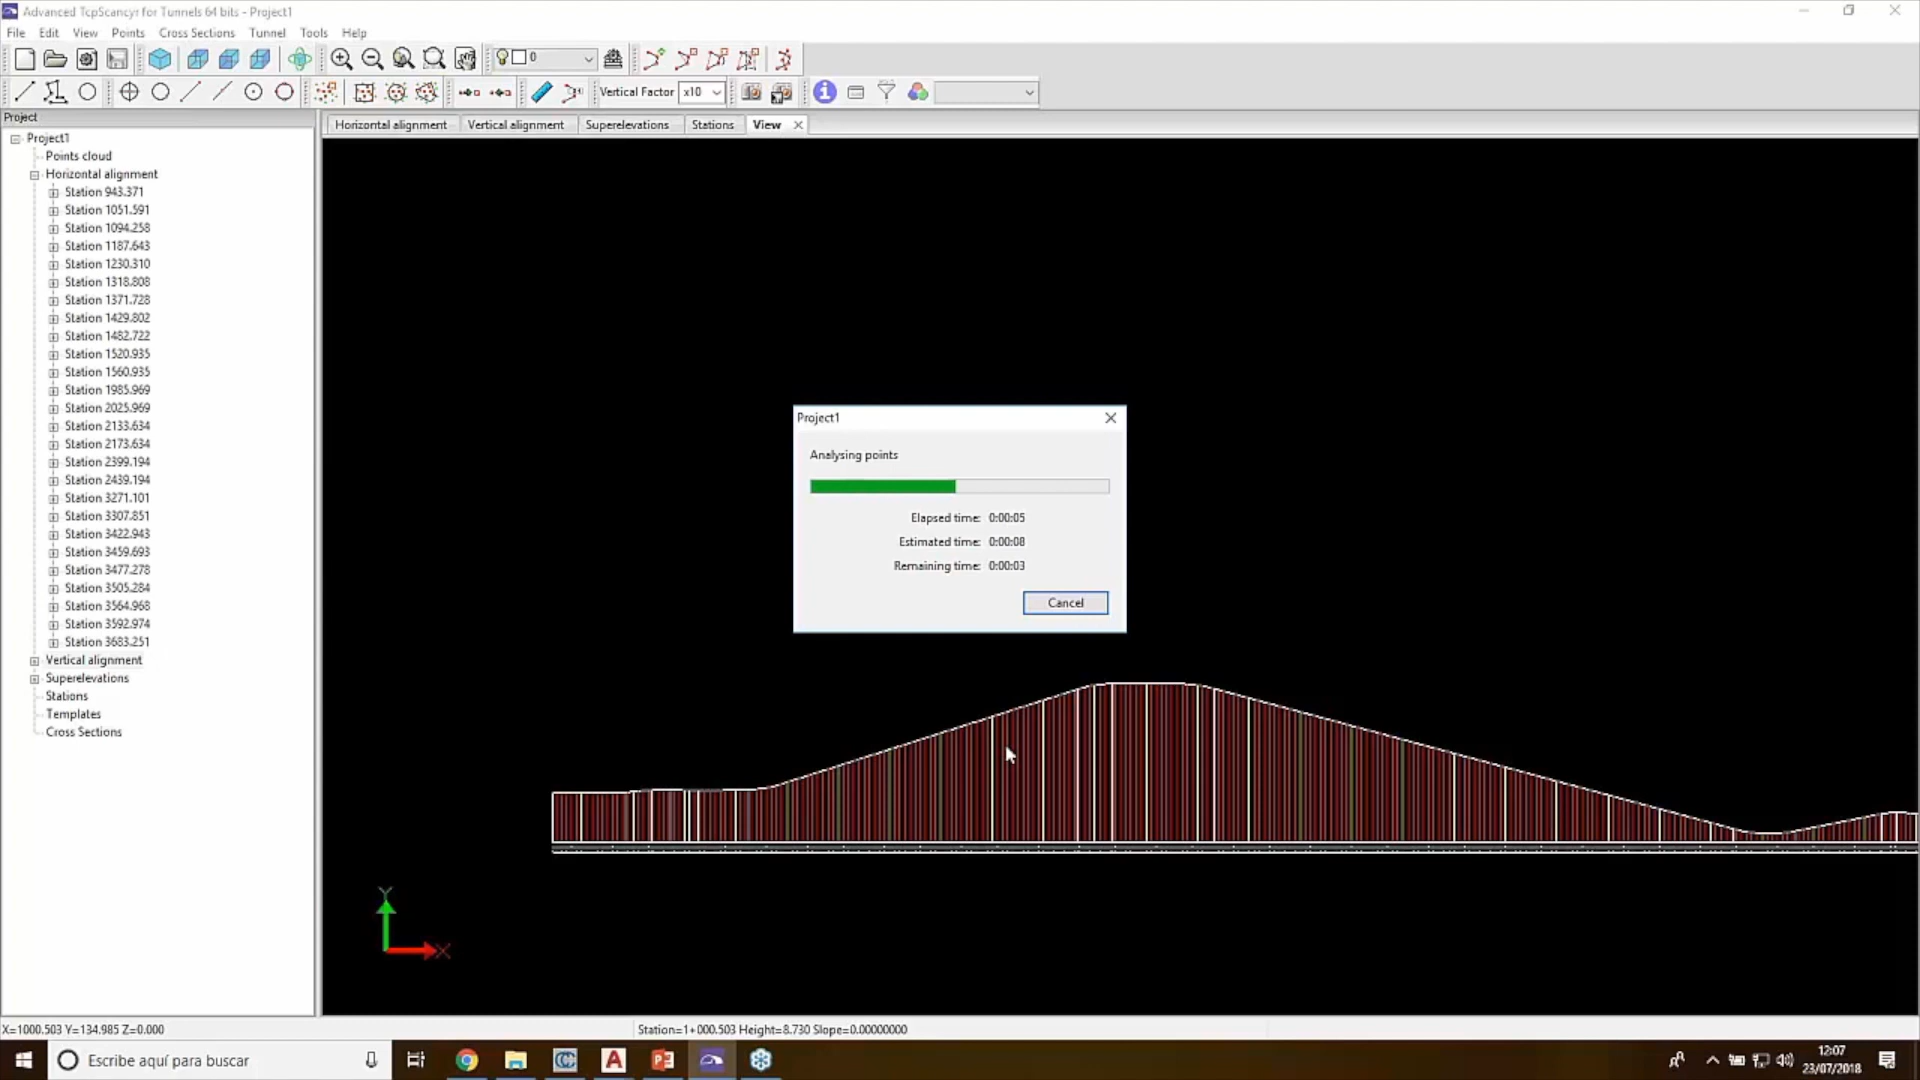 Advanced TcpScancyr for Tunnels 64 bits - Project1
File Edit View Points Cross Sections Tunnel Tools Help
0
Vertical Factor x10
Project
Horizontal alignment Vertical alignment Superelevations Stations View
Project1
Points cloud
Horizontal alignment
Station 943.371
Station 1051.591
Station 1094.258
Station 1187.643
Station 1230.310
Station 1318.808
Station 1371.728
Station 1429.802
Station 1482.722
Station 1520.935
Station 1560.935
Station 1985.969
Station 2025.969
Station 2133.634
Station 2173.634
Station 2399.194
Station 2439.194
Station 3271.101
Station 3307.851
Station 3422.943
Station 3459.693
Station 3477.278
Station 3505.284
Station 3564.968
Station 3592.974
Station 3683.251
Vertical alignment
Superelevations
Stations
Templates
Cross Sections
Project1
Analysing points
Elapsed time: 0:00:05
Estimated time: 0:00:08
Remaining time: 0:00:03
Cancel
Y
X
X=1000.503 Y=134.985 Z=0.000
Station=1+000.503 Height=8.730 Slope=0.00000000
Escribe aquí para buscar
12:07
23/07/2018